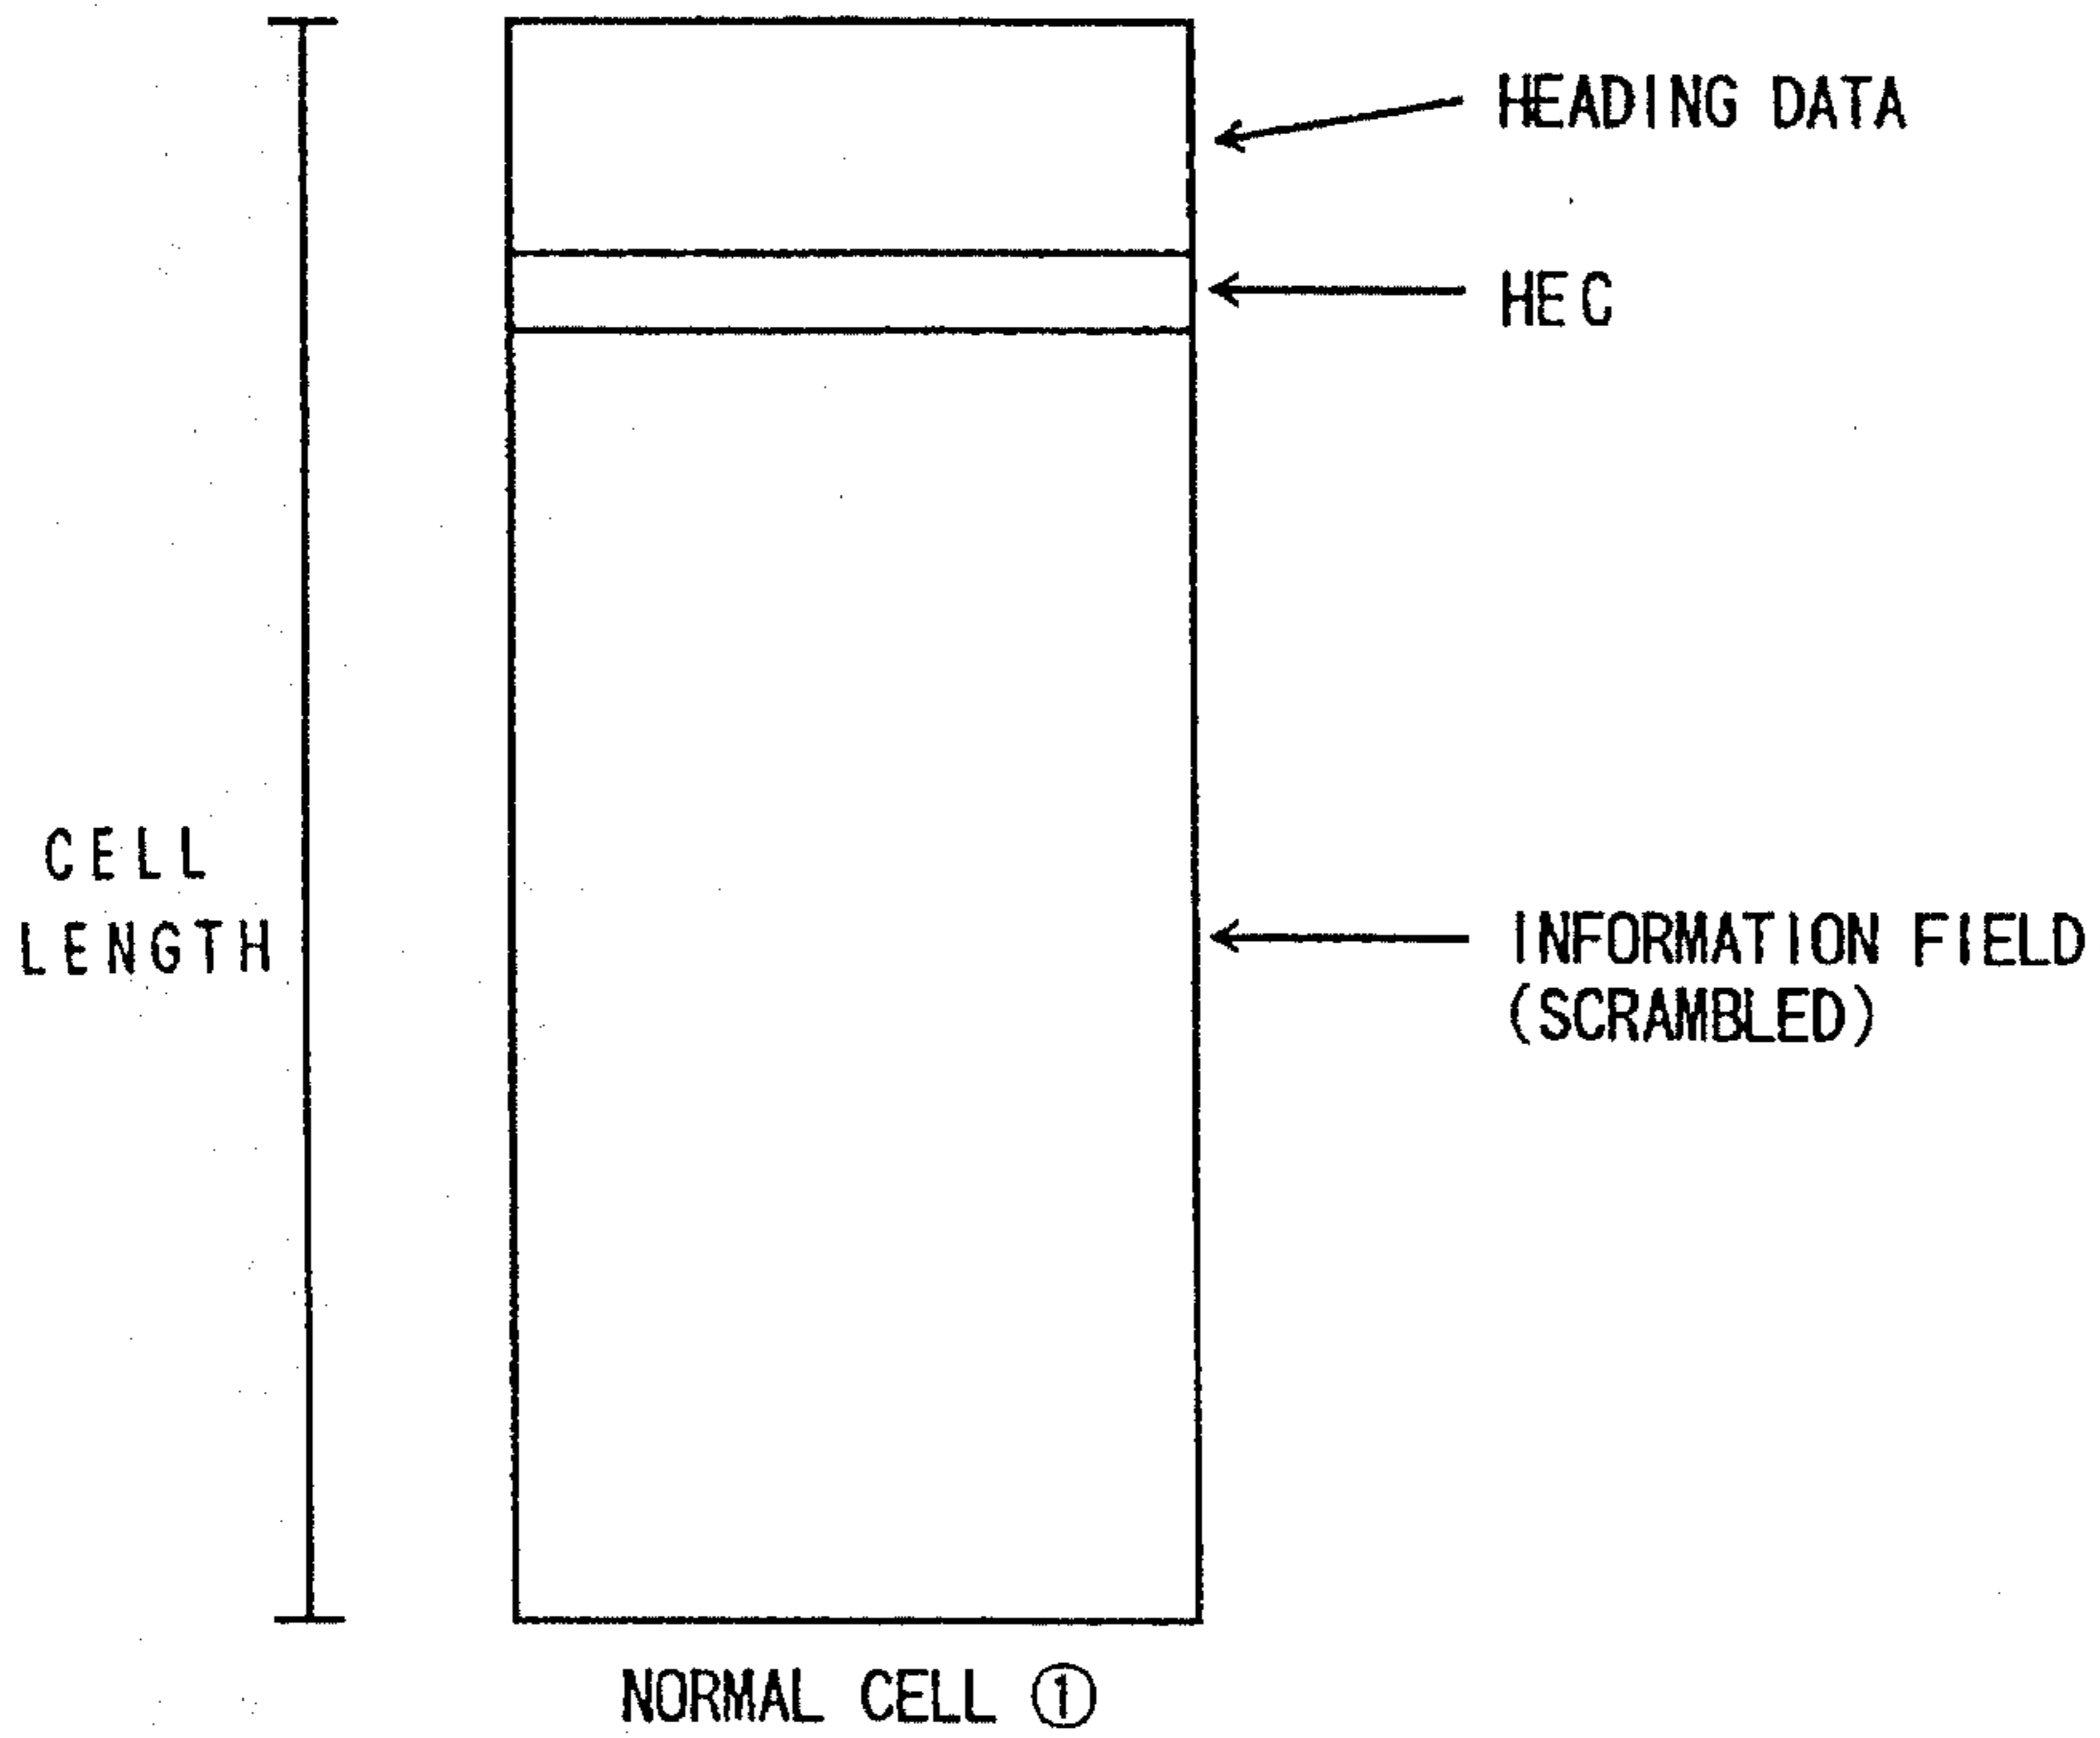 HEADING DATA
HEC
CELL
LENGTH
INFORMATION FIELD
(SCRAMBLED)
NORMAL CELL ①